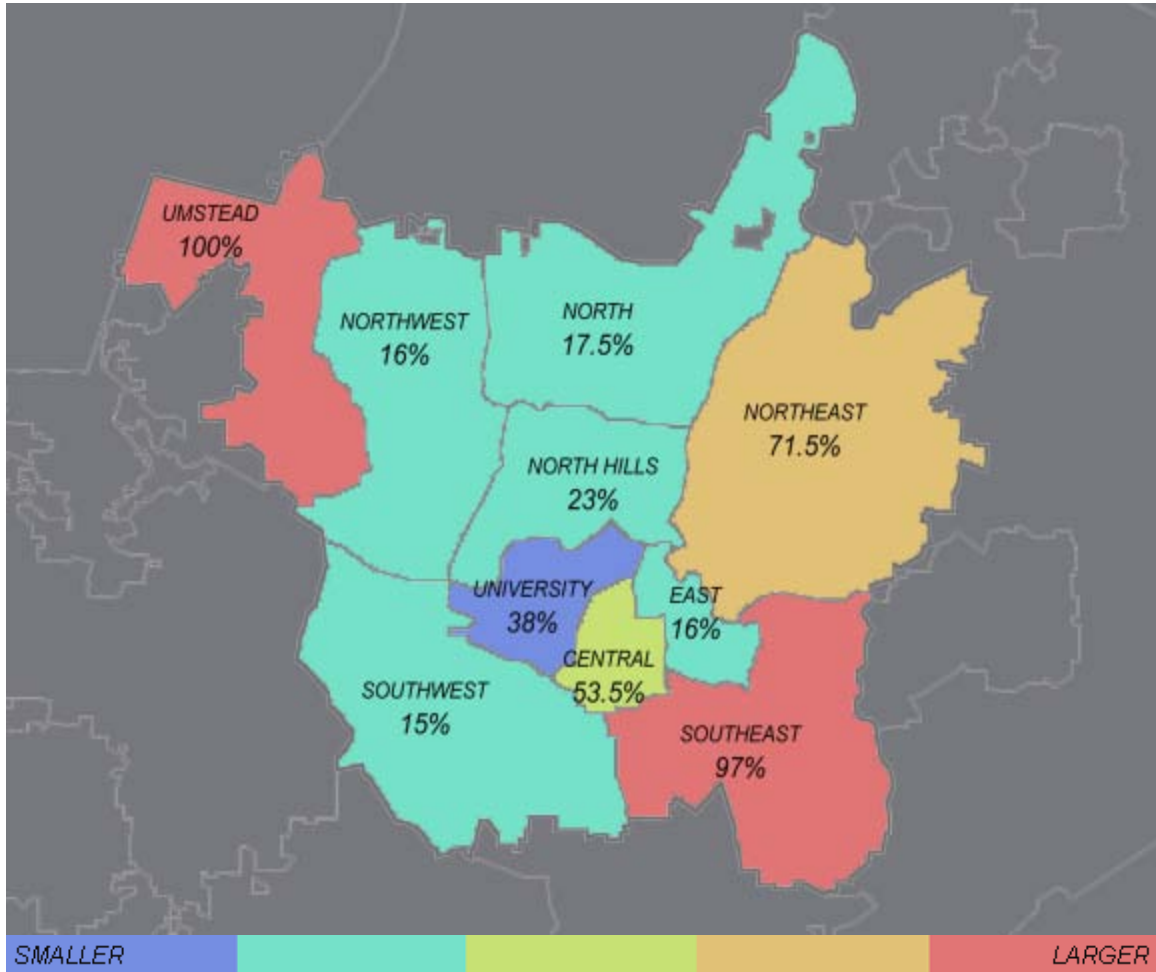 UMSTEAD
100%
NORTHWEST
16%
NORTH
17.5%
NORTHEAST
71.5%
NORTH HILLS
23%
UNIVERSITY
38%
EAST
16%
CENTRAL
53.5%
SOUTHWEST
15%
SOUTHEAST
97%
SMALLER
LARGER